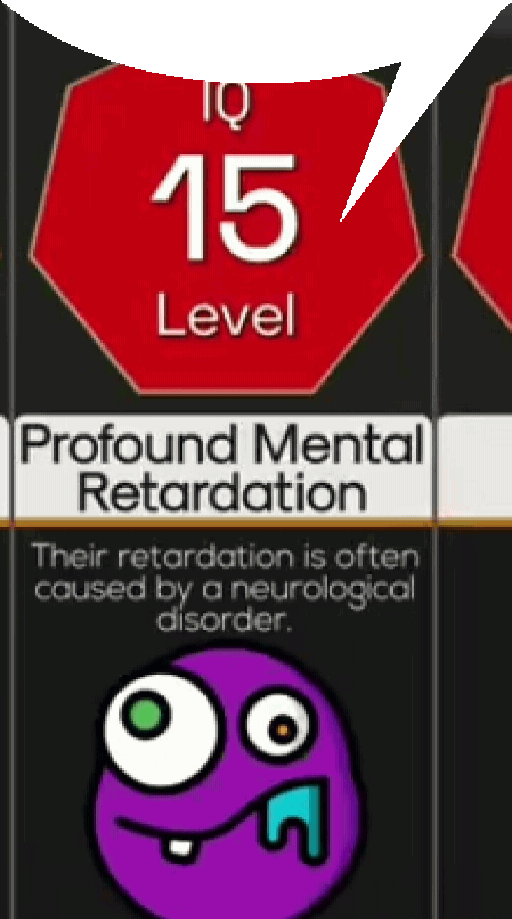 IQ
15
Level
Profound Mental
Retardation
Their retardation is often
caused by a neurological
disorder.